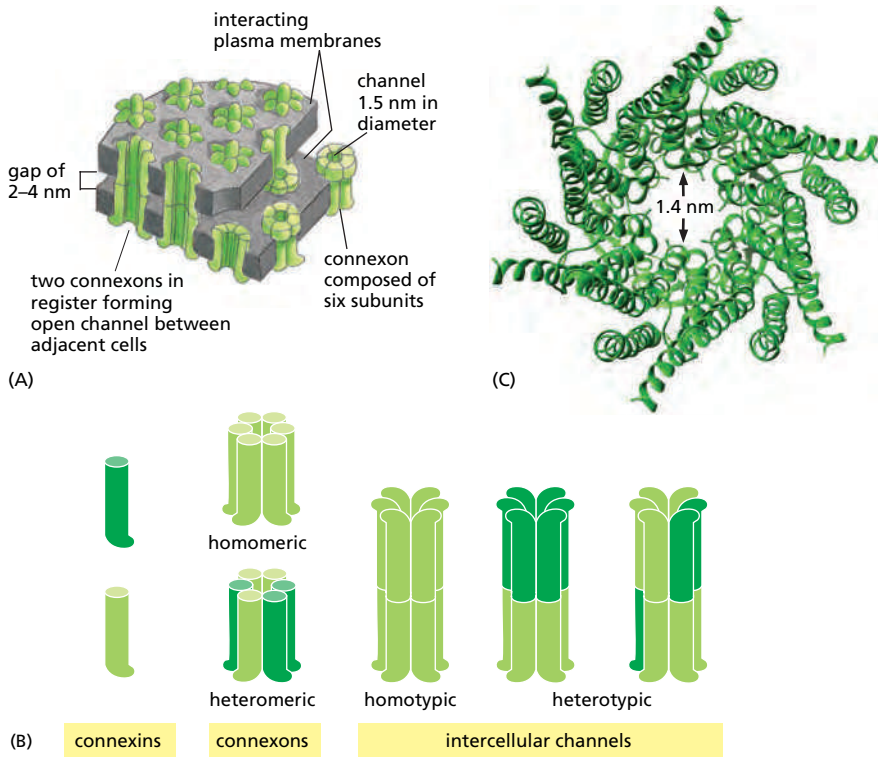 interacting
plasma membranes
channel
1.5 nm in
diameter
gap of
2–4 nm
two connexons in
register forming
open channel between
adjacent cells
connexon
composed of
six subunits
(A)
1.4 nm
(C)
homomeric
heteromeric
homotypic
heterotypic
(B)
connexins
connexons
intercellular channels